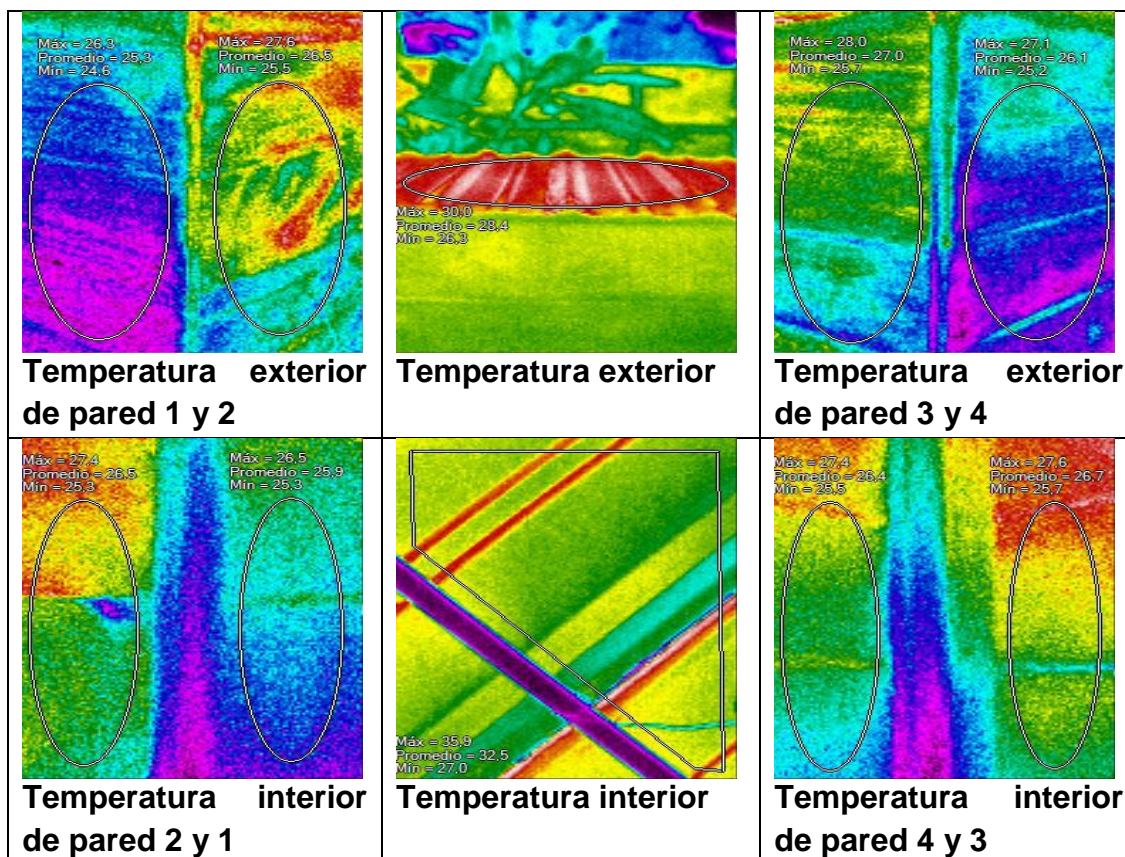 Máx = 26,3
Promedio = 25,3
Mín = 24,6
Máx = 27,6
Promedio = 26,5
Mín = 25,5
Máx = 30,0
Promedio = 28,4
Mín = 26,3
Máx = 28,0
Promedio = 27,0
Mín = 25,7
Máx = 27,1
Promedio = 26,1
Mín = 25,2
Temperatura exterior
de pared 1 y 2
Temperatura exterior
Temperatura exterior
de pared 3 y 4
Máx = 27,4
Promedio = 26,5
Mín = 25,3
Máx = 26,5
Promedio = 25,9
Mín = 25,3
Máx = 35,9
Promedio = 32,5
Mín = 27,0
Máx = 27,4
Promedio = 26,4
Mín = 25,5
Máx = 27,6
Promedio = 26,7
Mín = 25,7
Temperatura interior
de pared 2 y 1
Temperatura interior
Temperatura interior
de pared 4 y 3